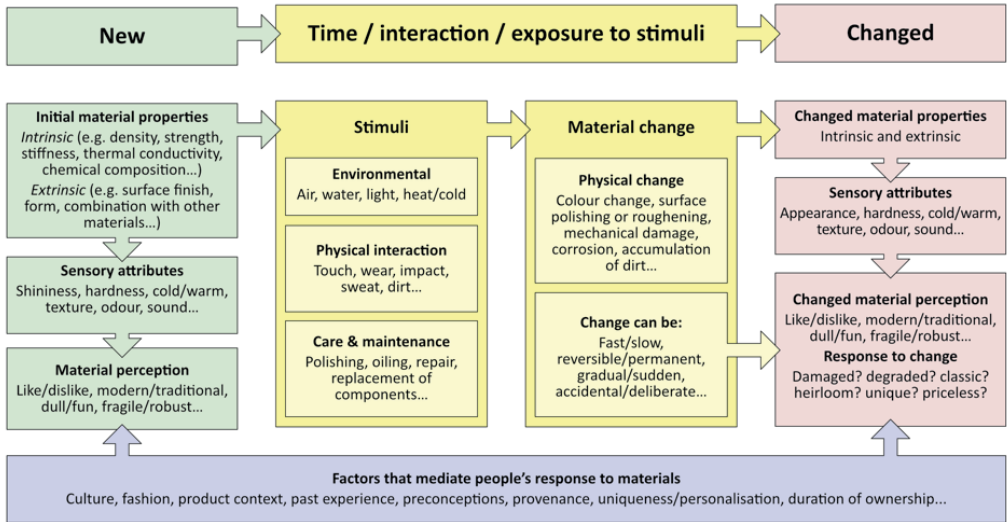 New
Time / interaction / exposure to stimuli
Changed
Initial material properties
Intrinsic (e.g. density, strength,
stiffness, thermal conductivity,
chemical composition...)
Extrinsic (e.g. surface finish,
form, combination with other
materials...)
Sensory attributes
Shininess, hardness, cold/warm,
texture, odour, sound...
Material perception
Like/dislike, modern/traditional,
dull/fun, fragile/robust...
Stimuli
Environmental
Air, water, light, heat/cold
Physical interaction
Touch, wear, impact,
sweat, dirt...
Care & maintenance
Polishing, oiling, repair,
replacement of
components...
Material change
Physical change
Colour change, surface
polishing or roughening,
mechanical damage,
corrosion, accumulation
of dirt...
Change can be:
Fast/slow,
reversible/permanent,
gradual/sudden,
accidental/deliberate...
Changed material properties
Intrinsic and extrinsic
Sensory attributes
Appearance, hardness, cold/warm,
texture, odour, sound...
Changed material perception
Like/dislike, modern/traditional,
dull/fun, fragile/robust...
Response to change
Damaged? degraded? classic?
heirloom? unique? priceless?
Factors that mediate people's response to materials
Culture, fashion, product context, past experience, preconceptions, provenance, uniqueness/personalisation, duration of ownership...